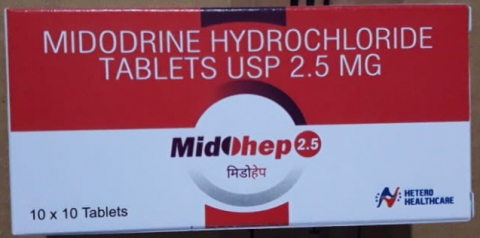 MIDODRINE HYDROCHLORIDE
TABLETS USP 2.5 MG
MidOhep 2.5
मिडोहेप
10 x 10 Tablets
HETERO
HEALTHCARE